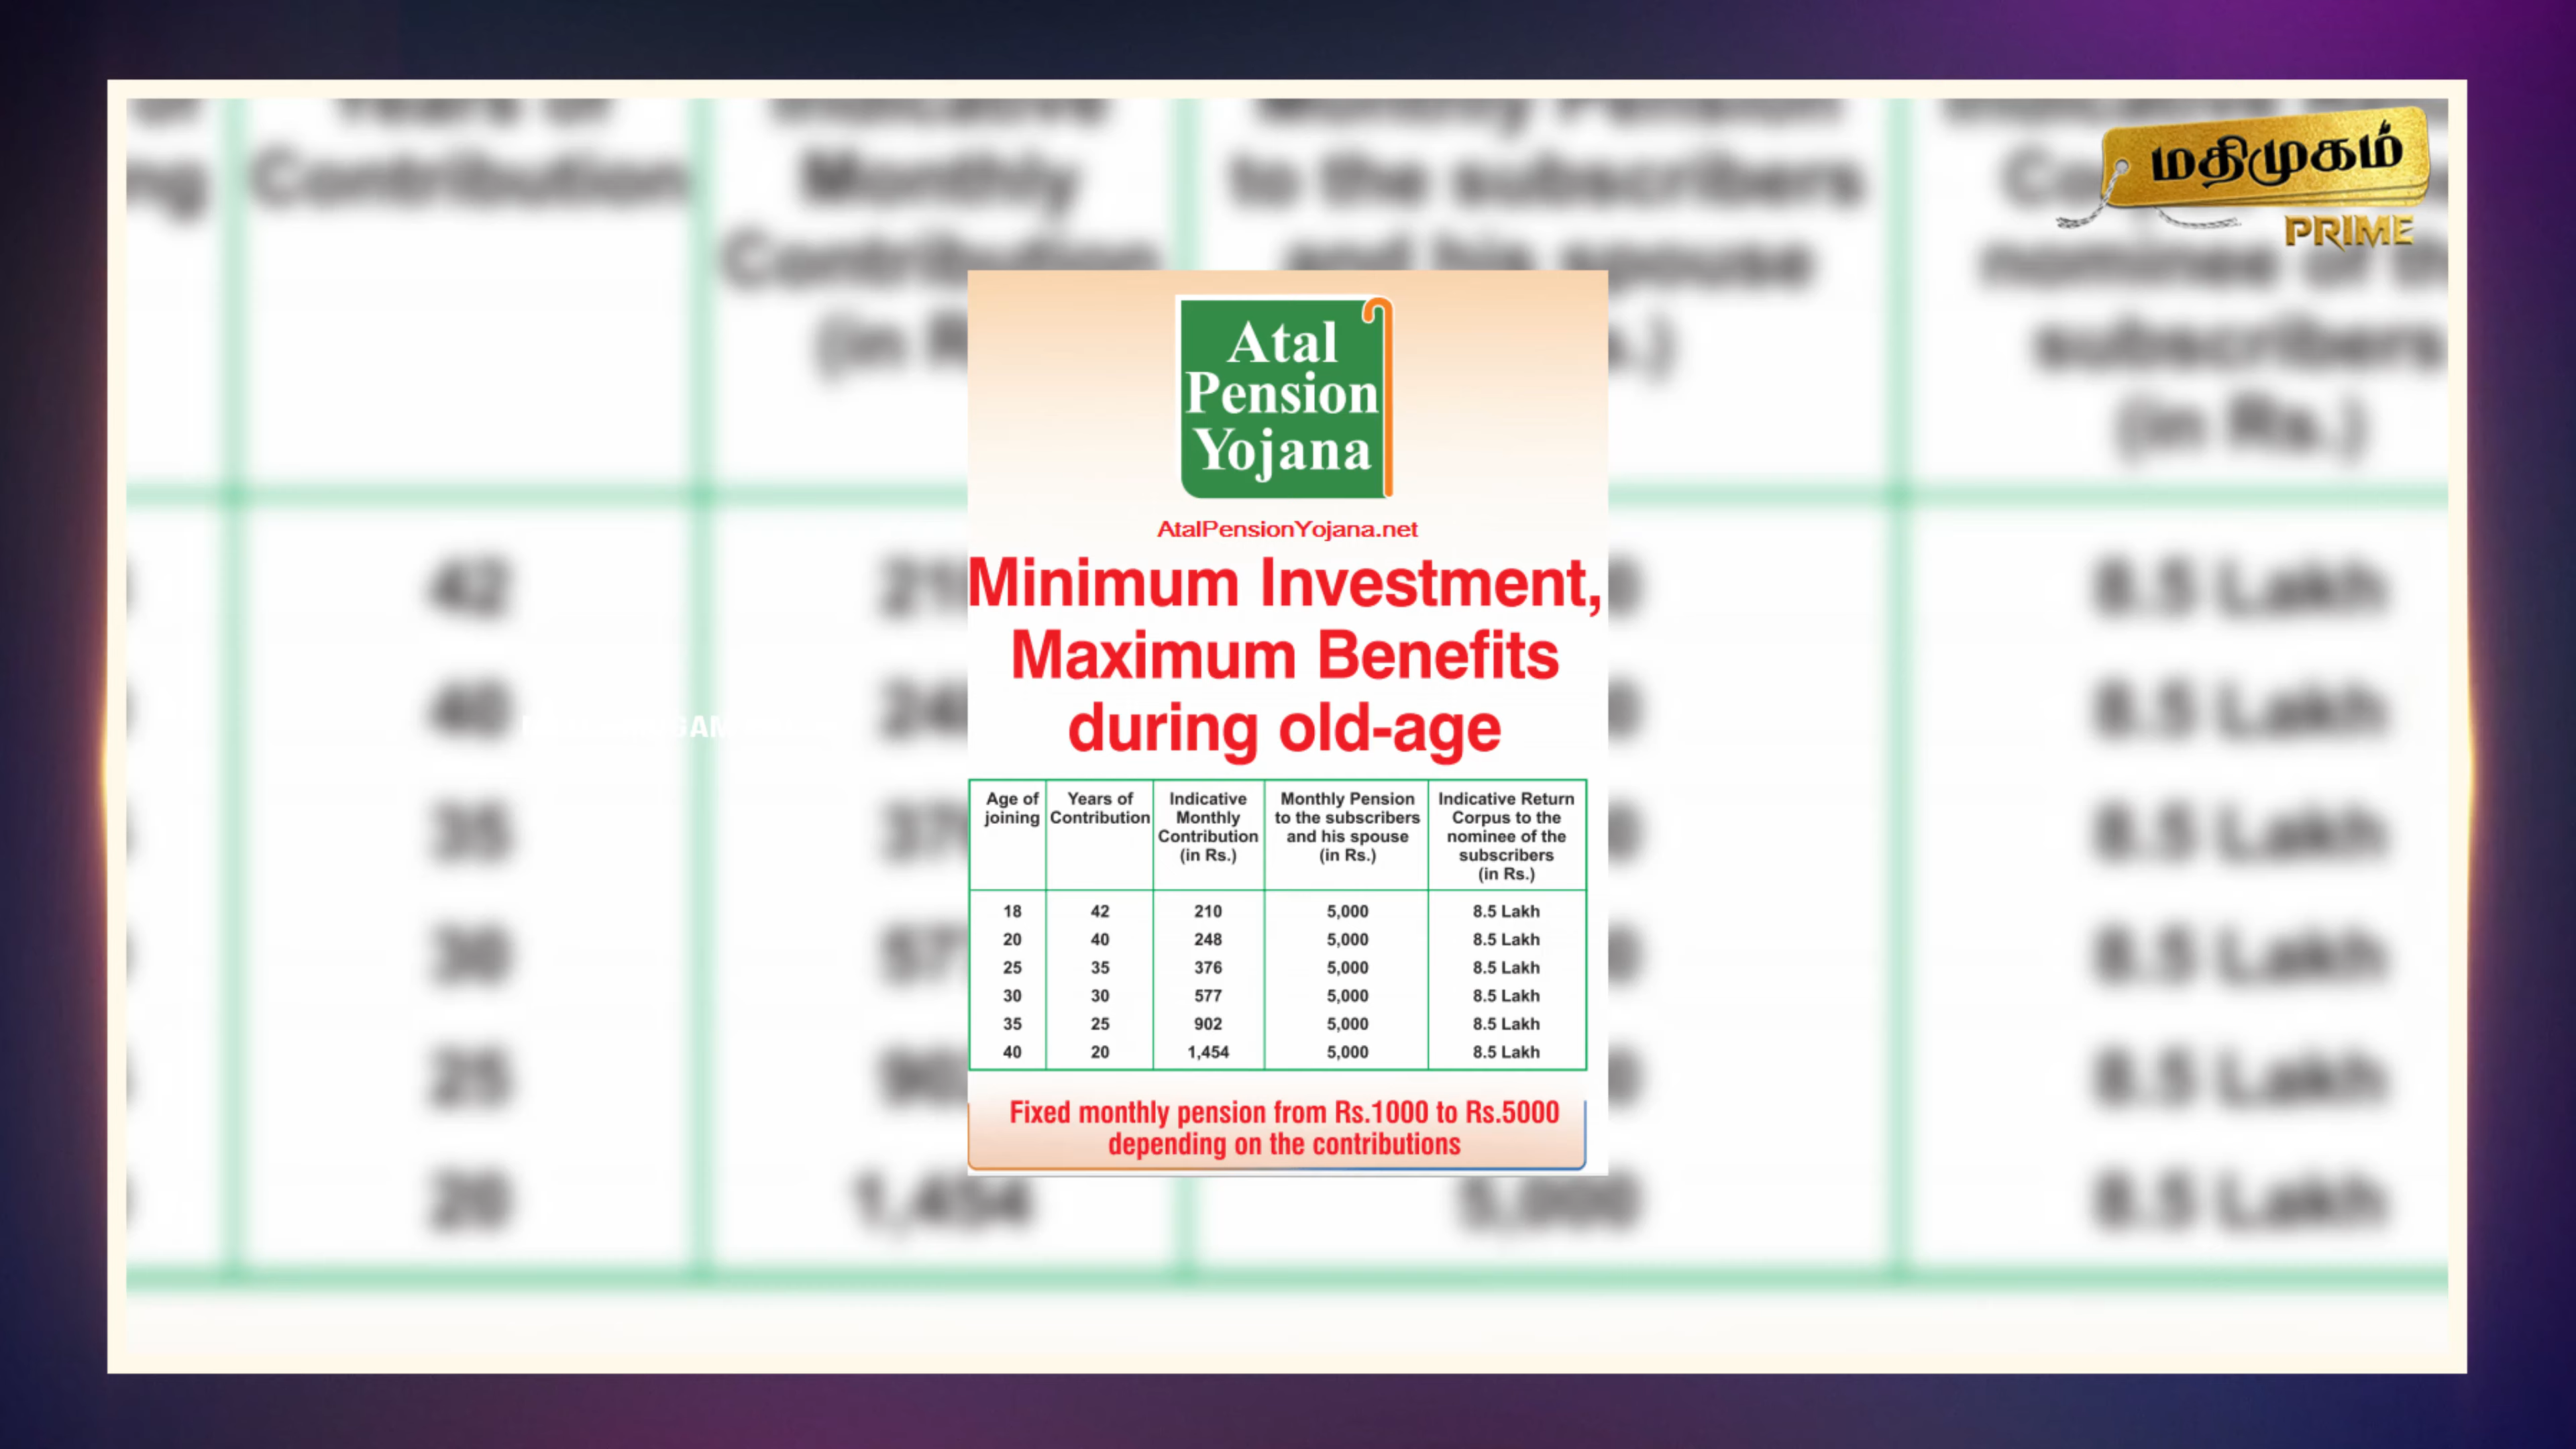 மதிமுகம்
PRIME
Atal
Pension
Yojana
AtalPensionYojana.net
Minimum Investment,
Maximum Benefits
during old-age
Age of joining | Years of Contribution | Indicative Monthly Contribution (in Rs.) | Monthly Pension to the subscribers and his spouse (in Rs.) | Indicative Return Corpus to the nominee of the subscribers (in Rs.)
18 42 210 5,000 8.5 Lakh
20 40 248 5,000 8.5 Lakh
25 35 376 5,000 8.5 Lakh
30 30 577 5,000 8.5 Lakh
35 25 902 5,000 8.5 Lakh
40 20 1,454 5,000 8.5 Lakh
Fixed monthly pension from Rs.1000 to Rs.5000
depending on the contributions